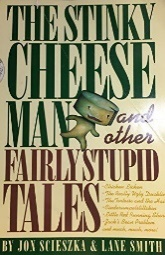 THE STINKY
CHEESE
MAN and
other
FAIRLY STUPID
TALES
Chicken Licken
The Really Ugly Duckling
The Tortoise and the Hair
Little Red Running Shorts
Jack's Bean Problem
and much, much more
BY JON SCIESZKA & LANE SMITH